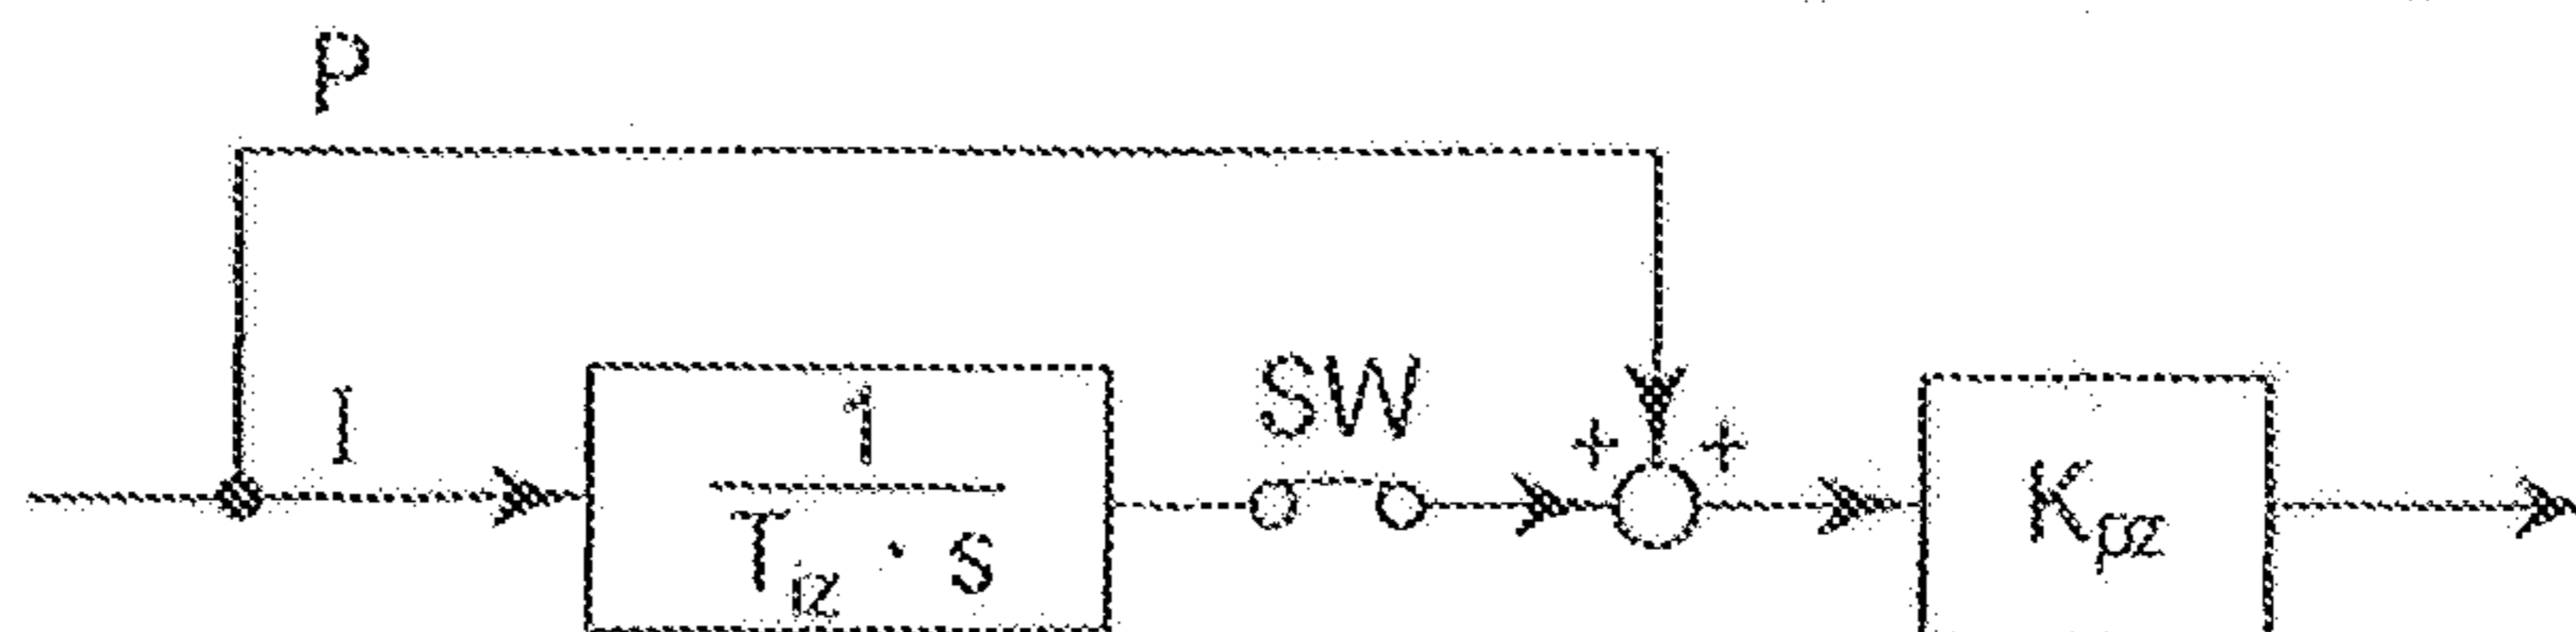 P
I
1
T_iz · s
SW
+ +
K_pz